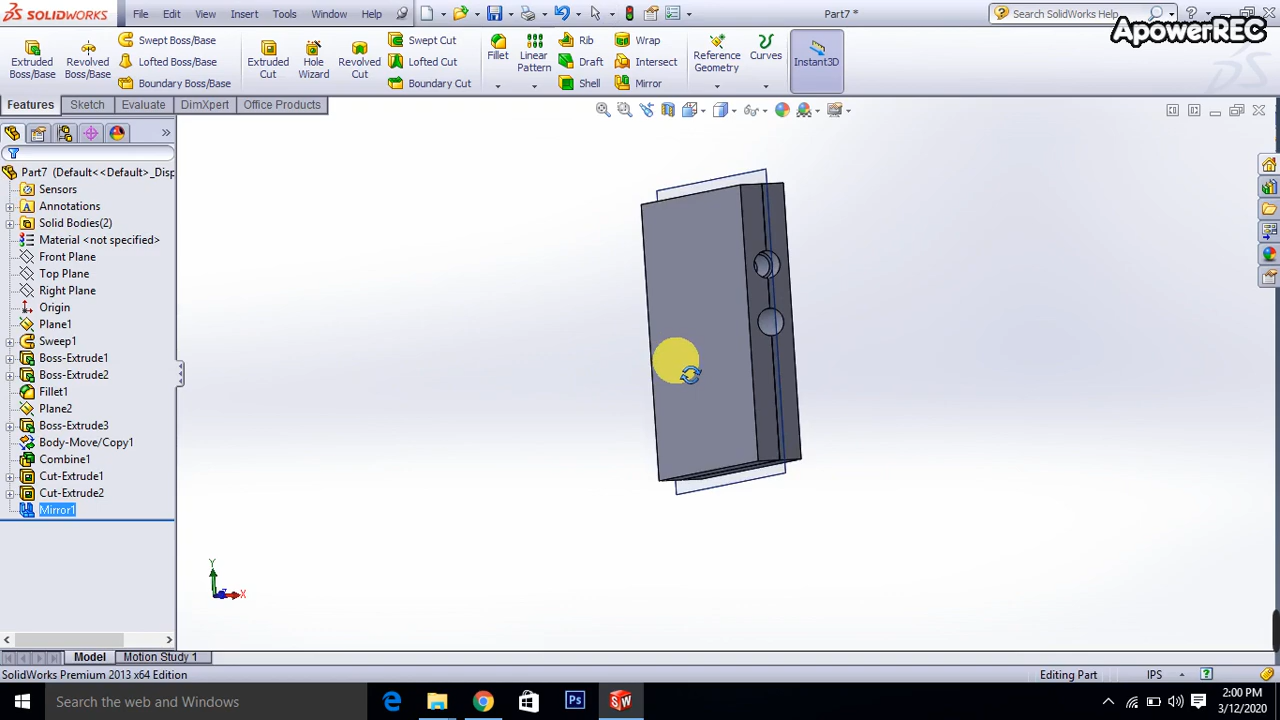 SOLIDWORKS File Edit View Insert Tools Window Help Part7 * Search SolidWorks Help
ApowerREC
Extruded Boss/Base
Revolved Boss/Base
Swept Boss/Base
Lofted Boss/Base
Boundary Boss/Base
Extruded Cut
Hole Wizard
Revolved Cut
Swept Cut
Lofted Cut
Boundary Cut
Fillet
Linear Pattern
Rib
Draft
Shell
Wrap
Intersect
Mirror
Reference Geometry
Curves
Instant3D
Features Sketch Evaluate DimXpert Office Products
Part7 (Default<<Default>_Disp
Sensors
Annotations
Solid Bodies(2)
Material <not specified>
Front Plane
Top Plane
Right Plane
Origin
Plane1
Sweep1
Boss-Extrude1
Boss-Extrude2
Fillet1
Plane2
Boss-Extrude3
Body-Move/Copy1
Combine1
Cut-Extrude1
Cut-Extrude2
Mirror1
Y
X
Model Motion Study 1
SolidWorks Premium 2013 x64 Edition Editing Part IPS
Search the web and Windows
Ps
SW
2:00 PM
3/12/2020